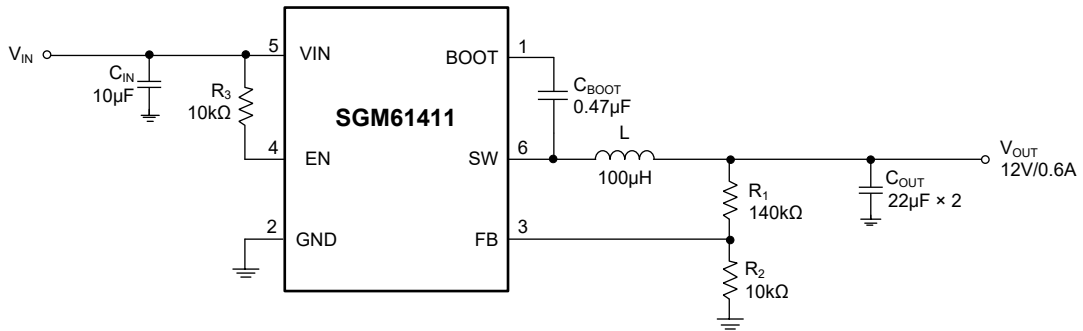 V_IN
C_IN
10µF
R_3
10kΩ
5
VIN
4
EN
2
GND
SGM61411
BOOT
1
SW
6
FB
3
C_BOOT
0.47µF
L
100µH
R_1
140kΩ
R_2
10kΩ
C_OUT
22µF × 2
V_OUT
12V/0.6A